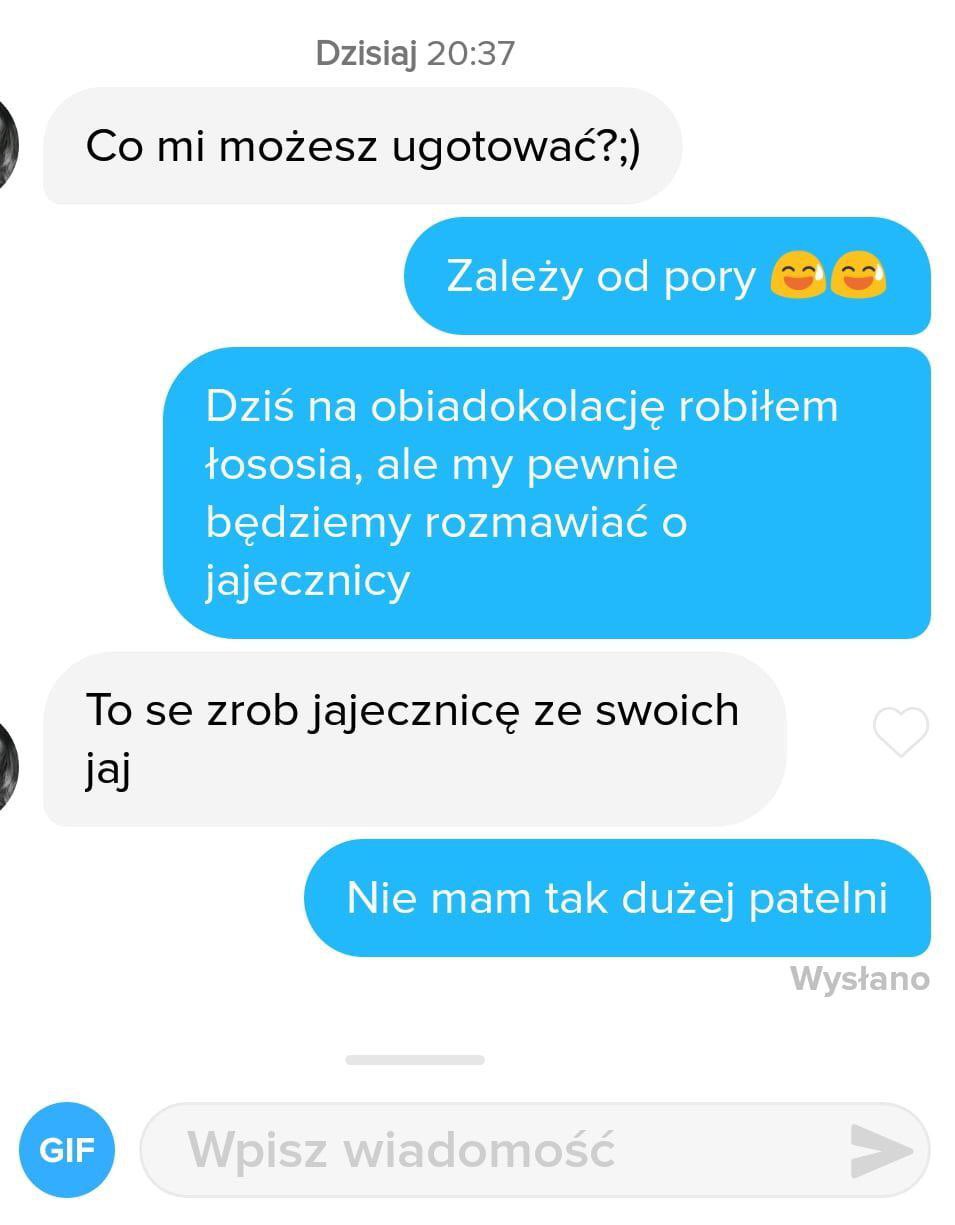 Dzisiaj 20:37
Co mi możesz ugotować?;)
Zależy od pory 😅😅
Dziś na obiadokolację robiłem
łososia, ale my pewnie
będziemy rozmawiać o
jajecznicy
To se zrob jajecznicę ze swoich
jaj
Nie mam tak dużej patelni
Wysłano
GIF
Wpisz wiadomość